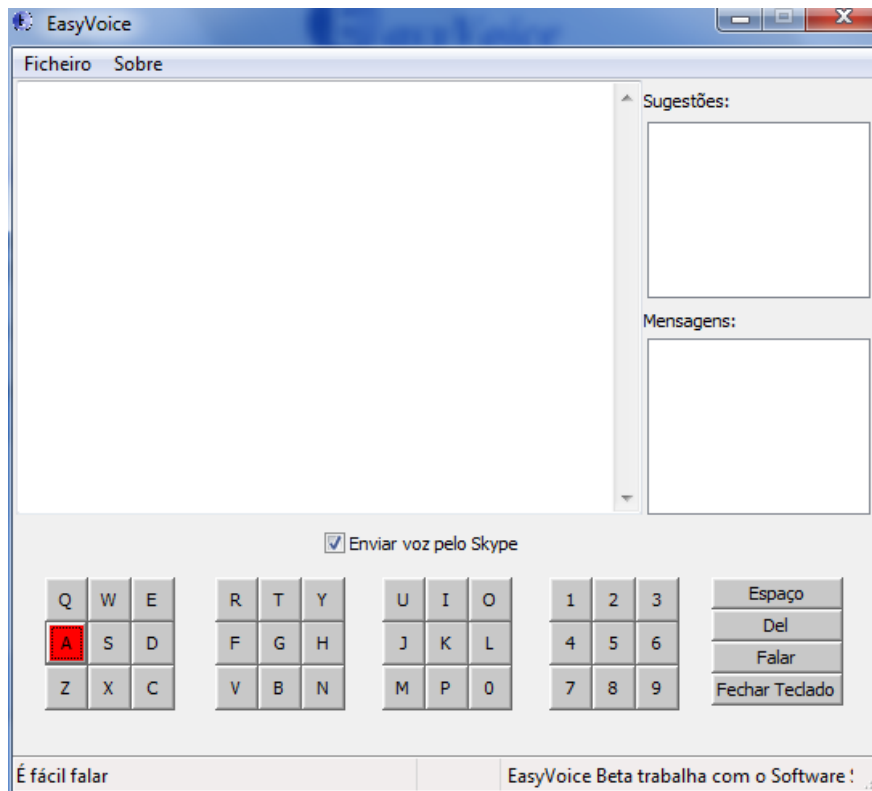 EasyVoice
Ficheiro Sobre
Sugestões:
Mensagens:
Enviar voz pelo Skype
Q W E R T Y U I O 1 2 3 Espaço
A S D F G H J K L 4 5 6 Del
Falar
Z X C V B N M P 0 7 8 9 Fechar Teclado
É fácil falar EasyVoice Beta trabalha com o Software